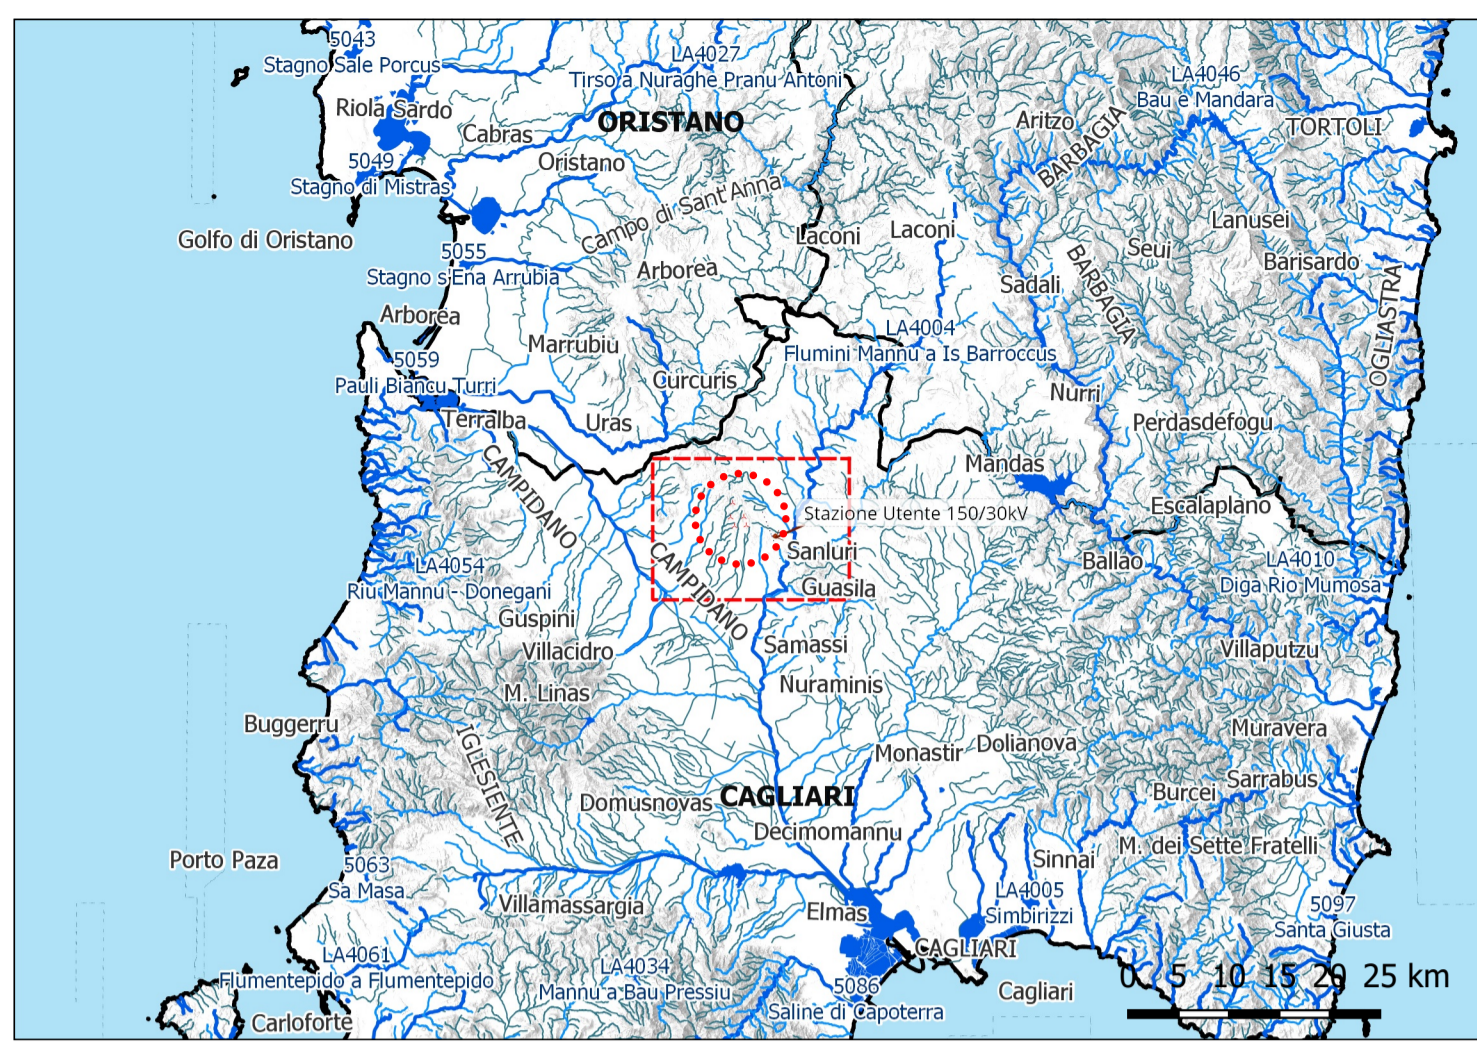 5043
Stagno Sale Porcus
LA4027
Tirso a Nuraghe Pranu Antoni
LA4046
Bau e Mandara
Riola Sardo
Cabras
ORISTANO
Aritzo
BARBAGIA
TORTOLI
5049
Stagno di Mistras
Oristano
Campo di Sant'Anna
Golfo di Oristano
Laconi
Laconi
Lanusei
Seui
5055
Stagno s'Ena Arrubia
Arborea
Sadali
BARBAGIA
Barisardo
OGLIASTRA
Arborea
LA4004
Flumini Mannu a Is Barroccus
5059
Pauli Biancu Turri
Marrubiu
Curcuris
Nurri
Terralba
Uras
Perdasdefogu
CAMPIDANO
Mandas
Escalaplano
Stazione Utente 150/30kV
Sanluri
CAMPIDANO
Guasila
Ballao
LA4010
Diga Rio Mumosa
LA4054
Riu Mannu - Donegani
Guspini
Villacidro
Samassi
Villaputzu
M. Linas
Nuraminis
Buggerru
IGLESIENTE
Monastir
Dolianova
Muravera
Sarrabus
Burcei
Domusnovas
CAGLIARI
Decimomannu
Porto Paza
5063
Sa Masa
Sinnai
M. dei Sette Fratelli
Villamassargia
Elmas
LA4005
Simbirizzi
5097
Santa Giusta
CAGLIARI
LA4061
Flumentepido a Flumentepido
LA4034
Mannu a Bau Pressiu
5086
Saline di Capoterra
Cagliari
0 5 10 15 20 25 km
Carloforte